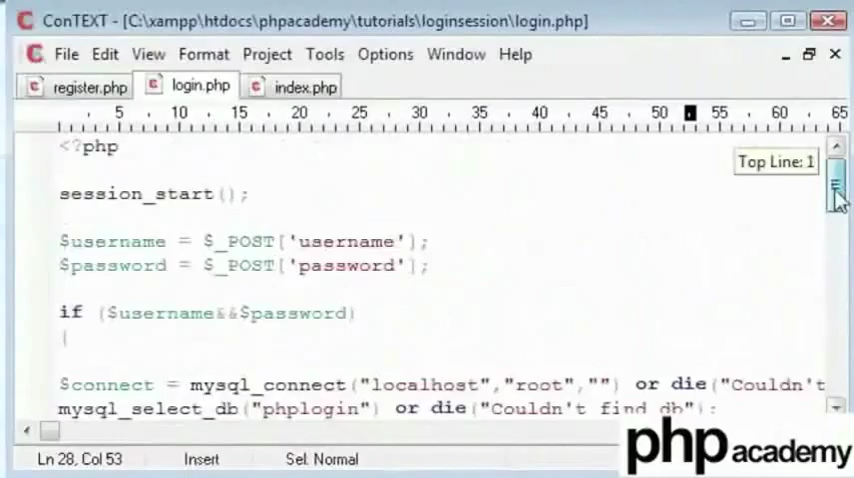 ConTEXT - [C:\xampp\htdocs\phpacademy\tutorials\loginsession\login.php]
File Edit View Format Project Tools Options Window Help
register.php login.php index.php
5 10 15 20 25 30 35 40 45 50 55 60 65
<?php
Top Line: 1
session_start();
$username = $_POST['username'];
$password = $_POST['password'];
if ($username&&$password)
{
$connect = mysql_connect("localhost","root","") or die("Couldn't
mysql_select_db("phplogin") or die("Couldn't find db");
Ln 28, Col 53 Insert Sel: Normal
php academy